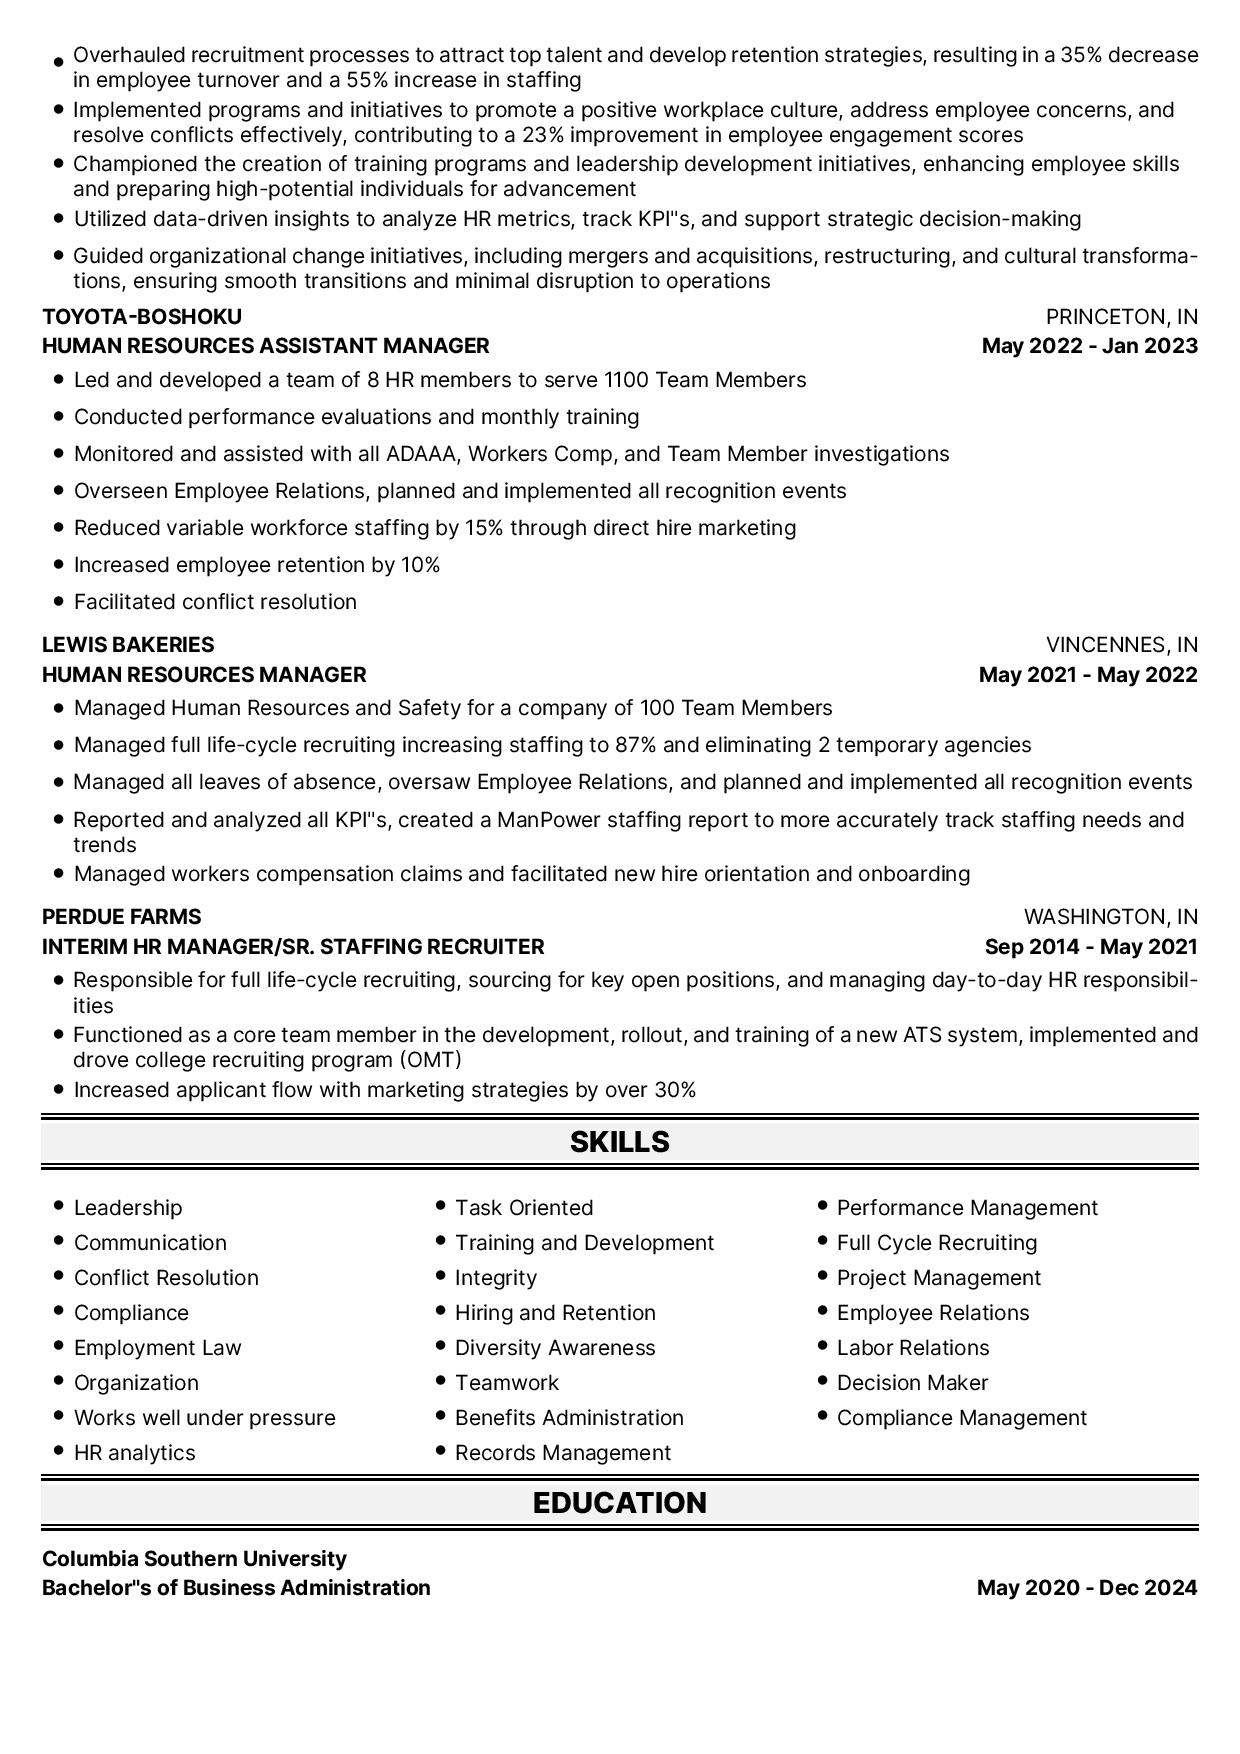 • Overhauled recruitment processes to attract top talent and develop retention strategies, resulting in a 35% decrease
in employee turnover and a 55% increase in staffing
• Implemented programs and initiatives to promote a positive workplace culture, address employee concerns, and
resolve conflicts effectively, contributing to a 23% improvement in employee engagement scores
• Championed the creation of training programs and leadership development initiatives, enhancing employee skills
and preparing high-potential individuals for advancement
• Utilized data-driven insights to analyze HR metrics, track KPI"s, and support strategic decision-making
• Guided organizational change initiatives, including mergers and acquisitions, restructuring, and cultural transforma-
tions, ensuring smooth transitions and minimal disruption to operations
TOYOTA-BOSHOKU PRINCETON, IN
HUMAN RESOURCES ASSISTANT MANAGER May 2022 - Jan 2023
• Led and developed a team of 8 HR members to serve 1100 Team Members
• Conducted performance evaluations and monthly training
• Monitored and assisted with all ADAAA, Workers Comp, and Team Member investigations
• Overseen Employee Relations, planned and implemented all recognition events
• Reduced variable workforce staffing by 15% through direct hire marketing
• Increased employee retention by 10%
• Facilitated conflict resolution
LEWIS BAKERIES VINCENNES, IN
HUMAN RESOURCES MANAGER May 2021 - May 2022
• Managed Human Resources and Safety for a company of 100 Team Members
• Managed full life-cycle recruiting increasing staffing to 87% and eliminating 2 temporary agencies
• Managed all leaves of absence, oversaw Employee Relations, and planned and implemented all recognition events
• Reported and analyzed all KPI"s, created a ManPower staffing report to more accurately track staffing needs and
trends
• Managed workers compensation claims and facilitated new hire orientation and onboarding
PERDUE FARMS WASHINGTON, IN
INTERIM HR MANAGER/SR. STAFFING RECRUITER Sep 2014 - May 2021
• Responsible for full life-cycle recruiting, sourcing for key open positions, and managing day-to-day HR responsibil-
ities
• Functioned as a core team member in the development, rollout, and training of a new ATS system, implemented and
drove college recruiting program (OMT)
• Increased applicant flow with marketing strategies by over 30%
SKILLS
• Leadership
• Communication
• Conflict Resolution
• Compliance
• Employment Law
• Organization
• Works well under pressure
• HR analytics
• Task Oriented
• Training and Development
• Integrity
• Hiring and Retention
• Diversity Awareness
• Teamwork
• Benefits Administration
• Records Management
• Performance Management
• Full Cycle Recruiting
• Project Management
• Employee Relations
• Labor Relations
• Decision Maker
• Compliance Management
EDUCATION
Columbia Southern University
Bachelor"s of Business Administration May 2020 - Dec 2024